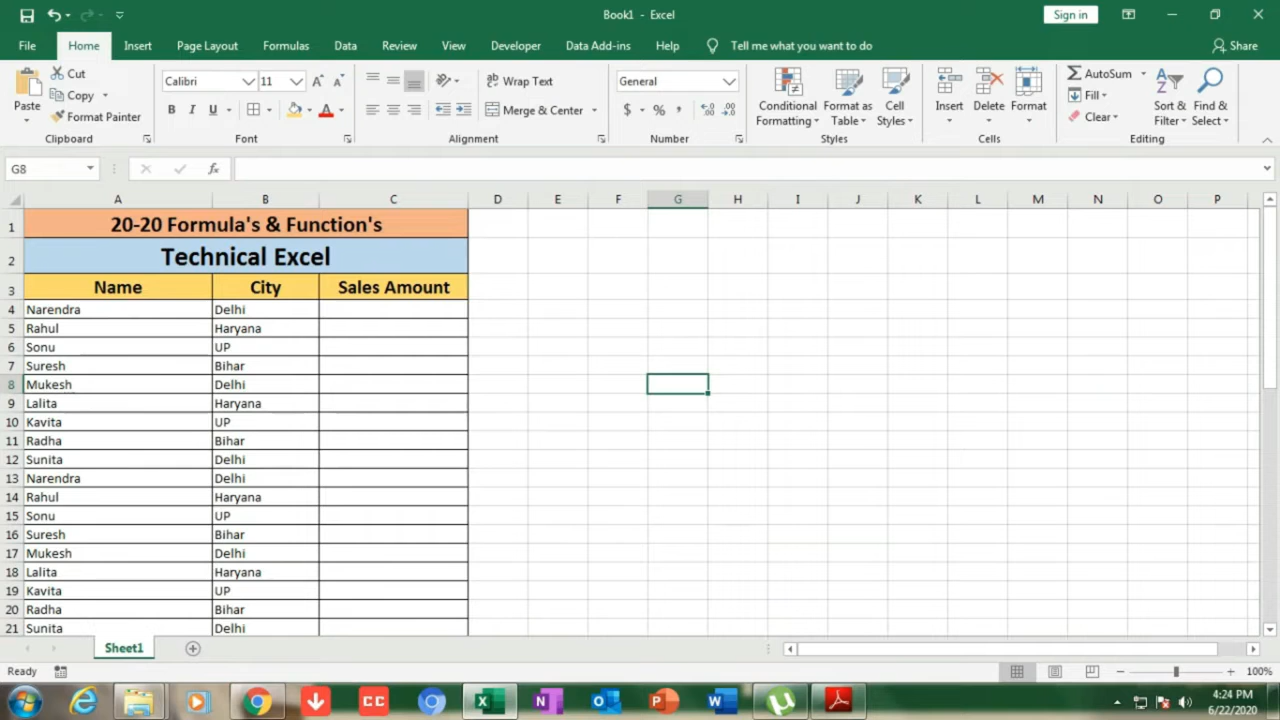 Book1 - Excel
Sign in
File Home Insert Page Layout Formulas Data Review View Developer Data Add-ins Help Tell me what you want to do Share
Paste
Cut
Copy
Format Painter
Clipboard
Calibri 11
B I U
Font
Wrap Text
Merge & Center
Alignment
General
$ % ,
Number
Conditional Formatting
Format as Table
Cell Styles
Styles
Insert
Delete
Format
Cells
AutoSum
Fill
Clear
Sort & Filter
Find & Select
Editing
G8
fx
A B C D E F G H I J K L M N O P
1 20-20 Formula's & Function's
2 Technical Excel
3 Name City Sales Amount
4 Narendra Delhi
5 Rahul Haryana
6 Sonu UP
7 Suresh Bihar
8 Mukesh Delhi
9 Lalita Haryana
10 Kavita UP
11 Radha Bihar
12 Sunita Delhi
13 Narendra Delhi
14 Rahul Haryana
15 Sonu UP
16 Suresh Bihar
17 Mukesh Delhi
18 Lalita Haryana
19 Kavita UP
20 Radha Bihar
21 Sunita Delhi
Sheet1
Ready
100%
4:24 PM
6/22/2020